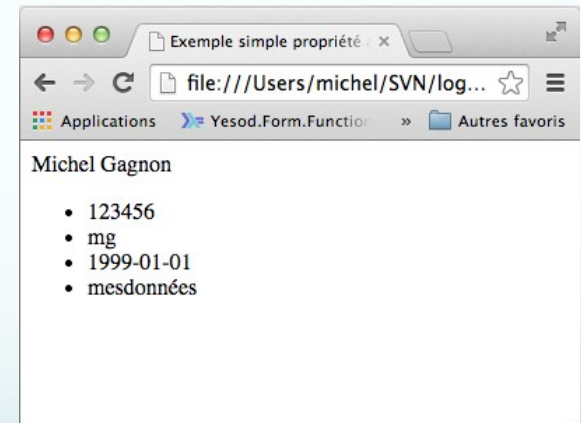 Exemple simple propriété
file:///Users/michel/SVN/log...
Applications Yesod.Form.Function » Autres favoris
Michel Gagnon
• 123456
• mg
• 1999-01-01
• mesdonnées